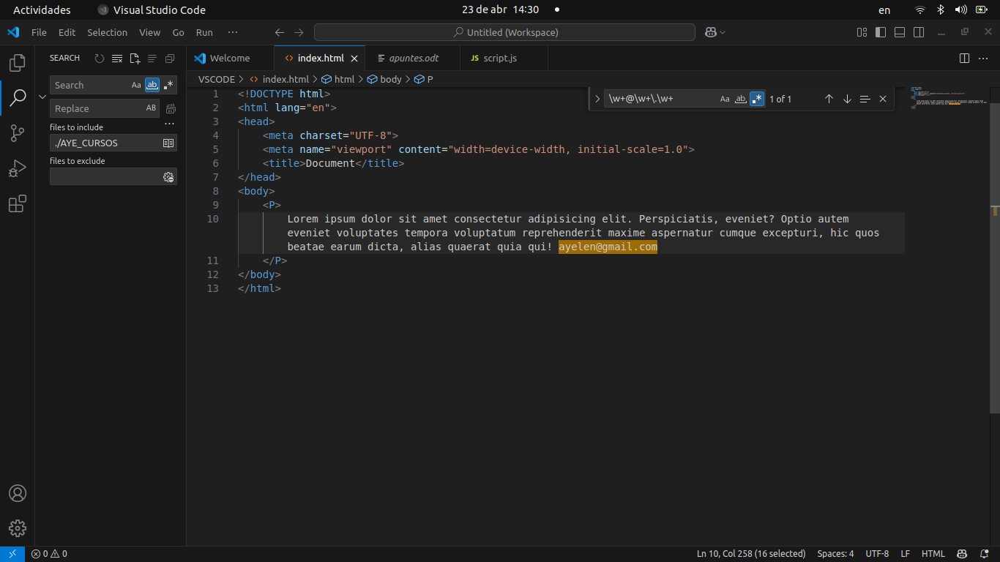 Actividades
Visual Studio Code
23 de abr 14:30
en
File Edit Selection View Go Run ···
Untitled (Workspace)
SEARCH
Search
Aa
ab
.*
Replace
AB
files to include
./AYE_CURSOS
files to exclude
Welcome
index.html
apuntes.odt
JS script.js
VSCODE > index.html > html > body > P
\w+@\w+\.\w+
Aa
ab
.*
1 of 1
1 <!DOCTYPE html>
2 <html lang="en">
3 <head>
4 <meta charset="UTF-8">
5 <meta name="viewport" content="width=device-width, initial-scale=1.0">
6 <title>Document</title>
7 </head>
8 <body>
9 <P>
10 Lorem ipsum dolor sit amet consectetur adipisicing elit. Perspiciatis, eveniet? Optio autem
eveniet voluptates tempora voluptatum reprehenderit maxime aspernatur cumque excepturi, hic quos
beatae earum dicta, alias quaerat quia qui! ayelen@gmail.com
11 </P>
12 </body>
13 </html>
0 0
Ln 10, Col 258 (16 selected) Spaces: 4 UTF-8 LF HTML